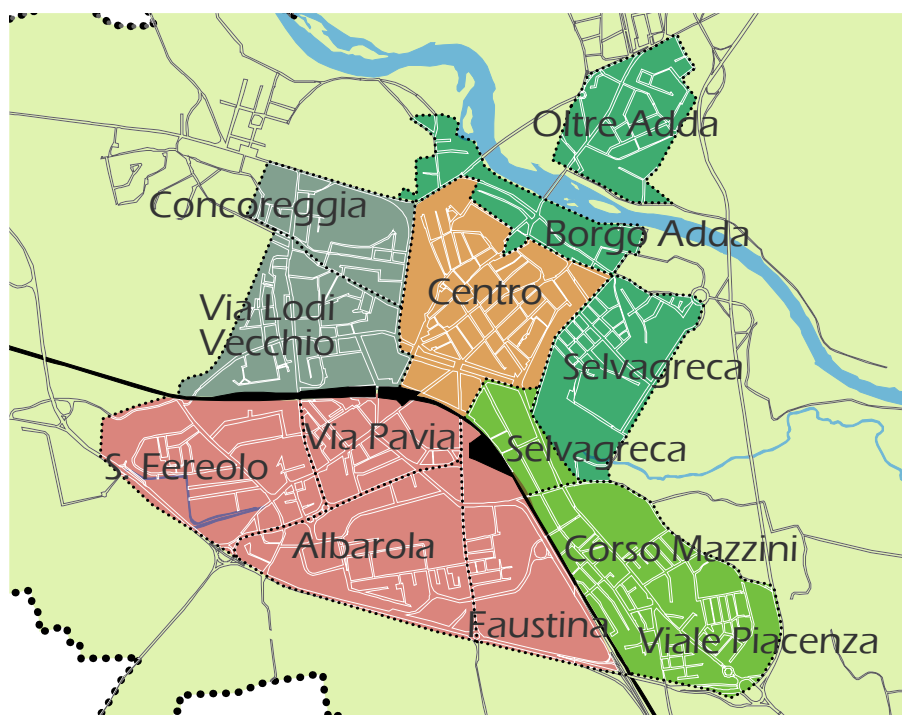 Oltre Adda
Concoreggia
Borgo Adda
Centro
Via Lodi
Vecchio
Selvagreca
Via Pavia
Selvagreca
S. Eereolo
Albarola
Corso Mazzini
Faustina
Viale Piacenza